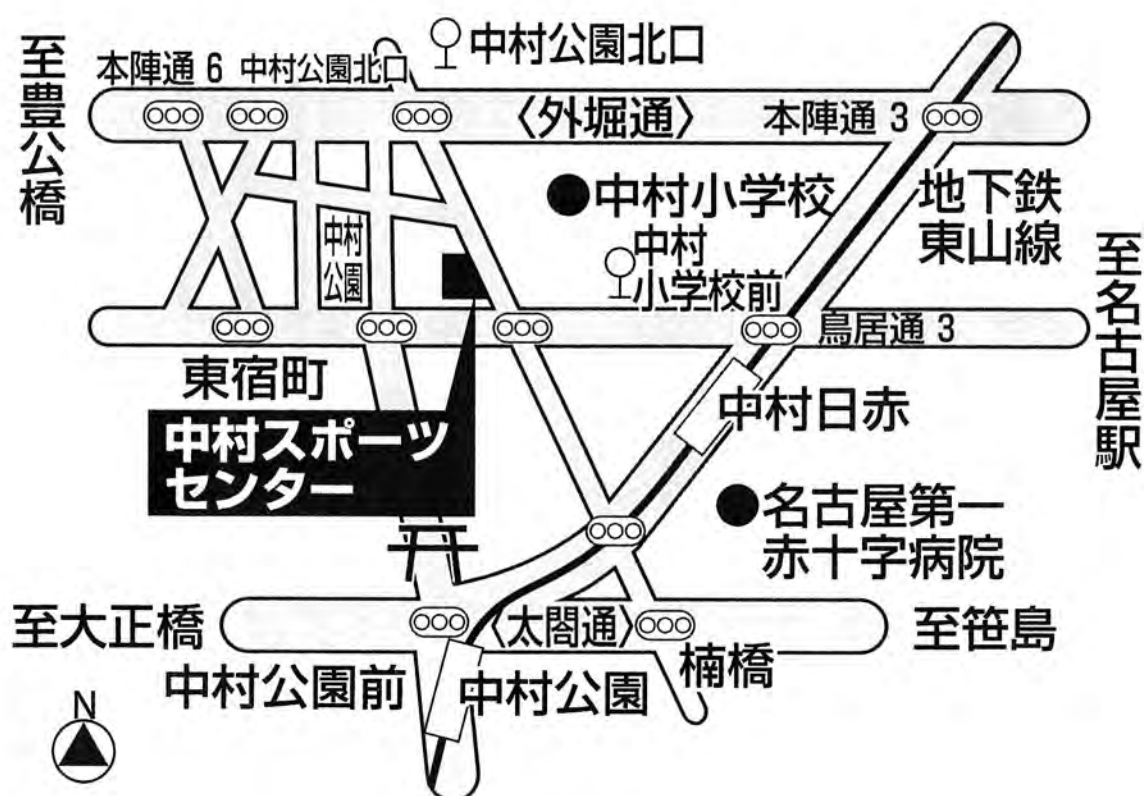 中村公園北口
至豊公橋
本陣通 6
中村公園北口
〈外堀通〉
本陣通 3
中村小学校
地下鉄
東山線
中村
公園
中村
小学校前
至名古屋駅
鳥居通 3
東宿町
中村日赤
中村スポーツ
センター
名古屋第一
赤十字病院
至大正橋
〈太閤通〉
至笹島
中村公園前
中村公園
楠橋
N